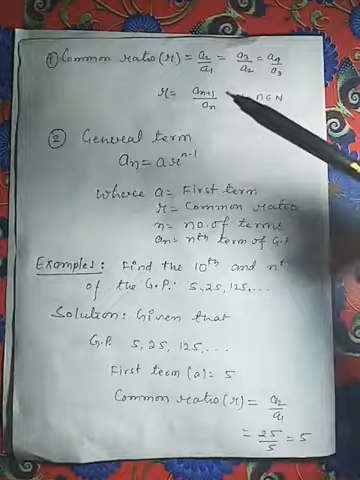 ① Common ratio (r) = a₂/a₁ = a₃/a₂ = a₄/a₃
r = aₙ₊₁/aₙ n ∈ N
② General term
aₙ = arⁿ⁻¹
Where a = First term
r = Common ratio
n = no. of terms
aₙ = nᵗʰ term of G.P
Examples: Find the 10ᵗʰ and nᵗʰ
of the G.P: 5, 25, 125, ...
Solution: Given that
G.P. 5, 25, 125, ...
First term (a) = 5
Common ratio (r) = a₂/a₁
= 25/5 = 5